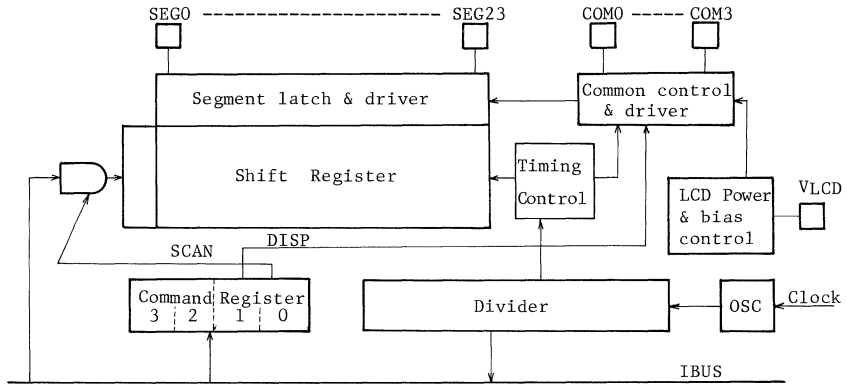 SEG0 SEG23 COM0 COM3
Segment latch & driver
Common control
& driver
Shift Register
Timing
Control
LCD Power
& bias
control
VLCD
DISP
SCAN
Command Register
3 2 1 0
Divider
OSC
Clock
IBUS